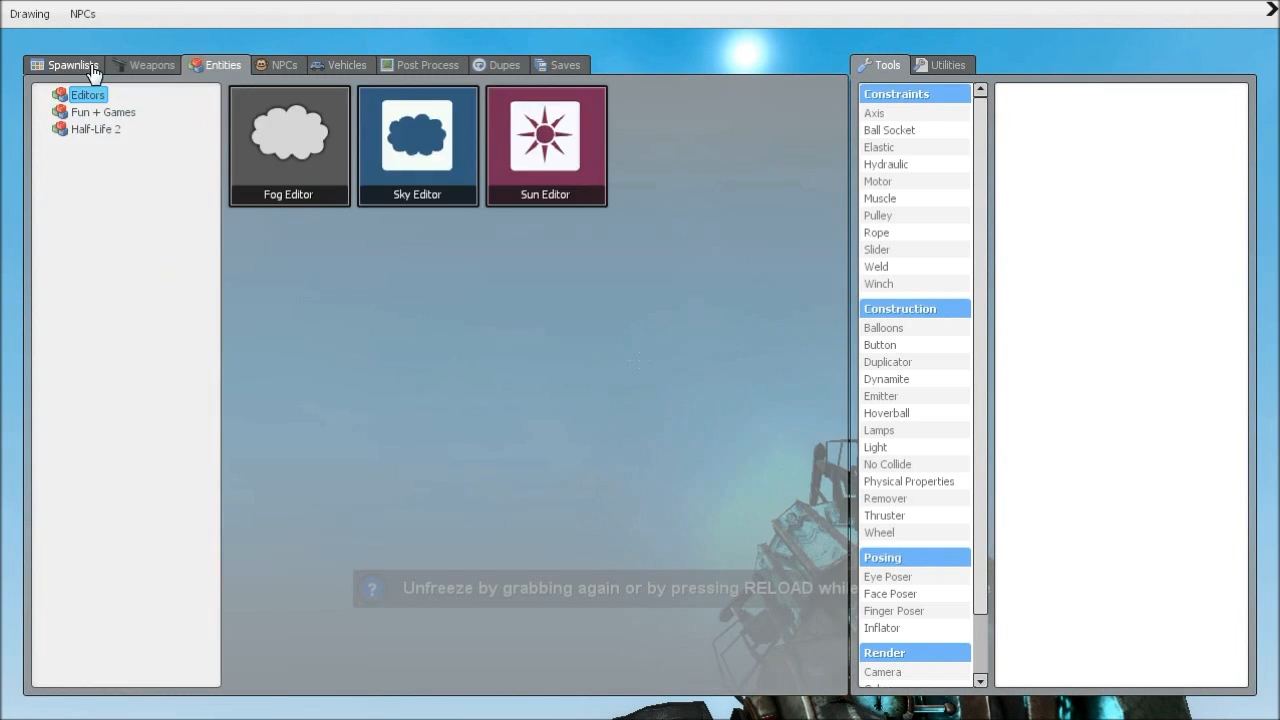 Drawing NPCs
Spawnlists Weapons Entities NPCs Vehicles Post Process Dupes Saves
Editors
Fun + Games
Half-Life 2
Fog Editor Sky Editor Sun Editor
Unfreeze by grabbing again or by pressing RELOAD while
Tools Utilities
Constraints
Axis
Ball Socket
Elastic
Hydraulic
Motor
Muscle
Pulley
Rope
Slider
Weld
Winch
Construction
Balloons
Button
Duplicator
Dynamite
Emitter
Hoverball
Lamps
Light
No Collide
Physical Properties
Remover
Thruster
Wheel
Posing
Eye Poser
Face Poser
Finger Poser
Inflator
Render
Camera